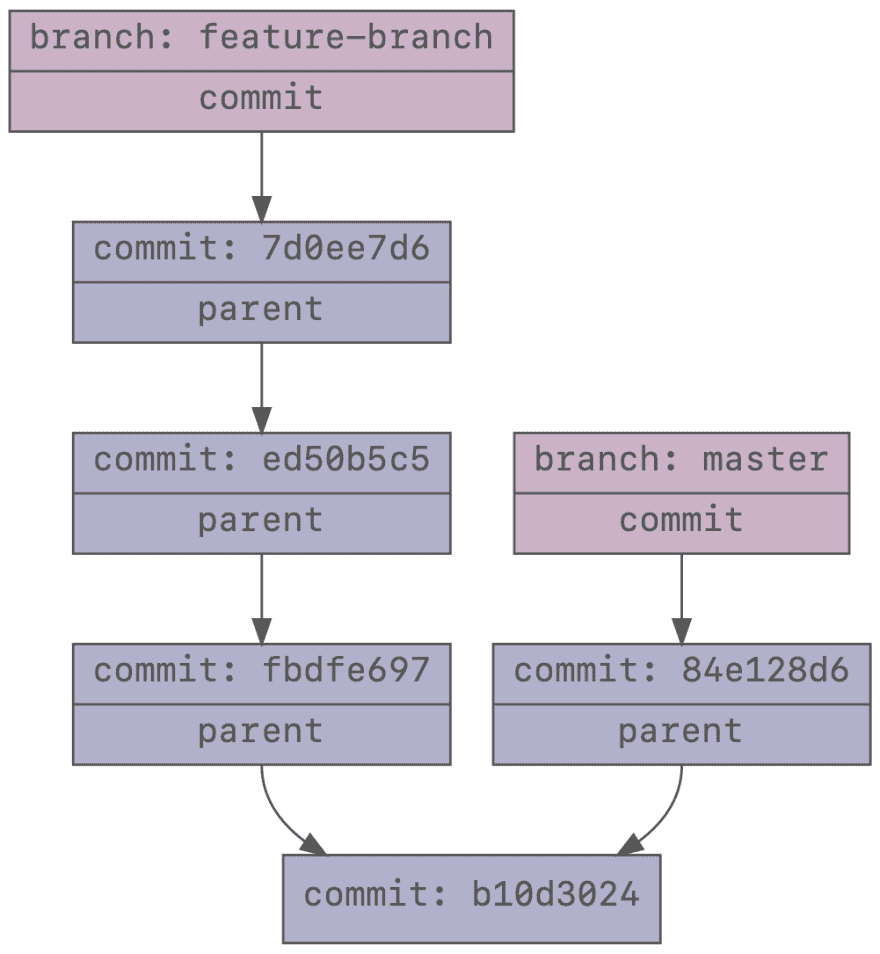 branch: feature-branch
commit
commit: 7d0ee7d6
parent
commit: ed50b5c5
parent
branch: master
commit
commit: fbdfe697
parent
commit: 84e128d6
parent
commit: b10d3024